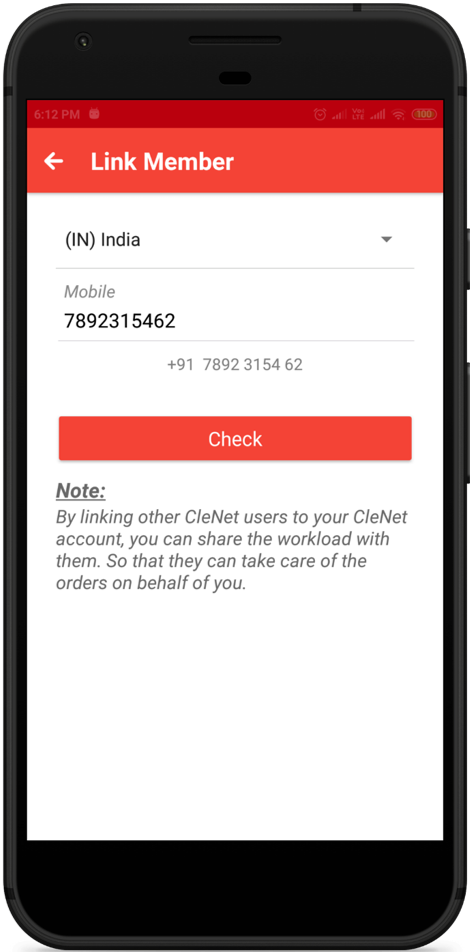 6:12 PM VoI LTE 100
Link Member
(IN) India
Mobile
7892315462
+91 7892 3154 62
Check
Note:
By linking other CleNet users to your CleNet
account, you can share the workload with
them. So that they can take care of the
orders on behalf of you.